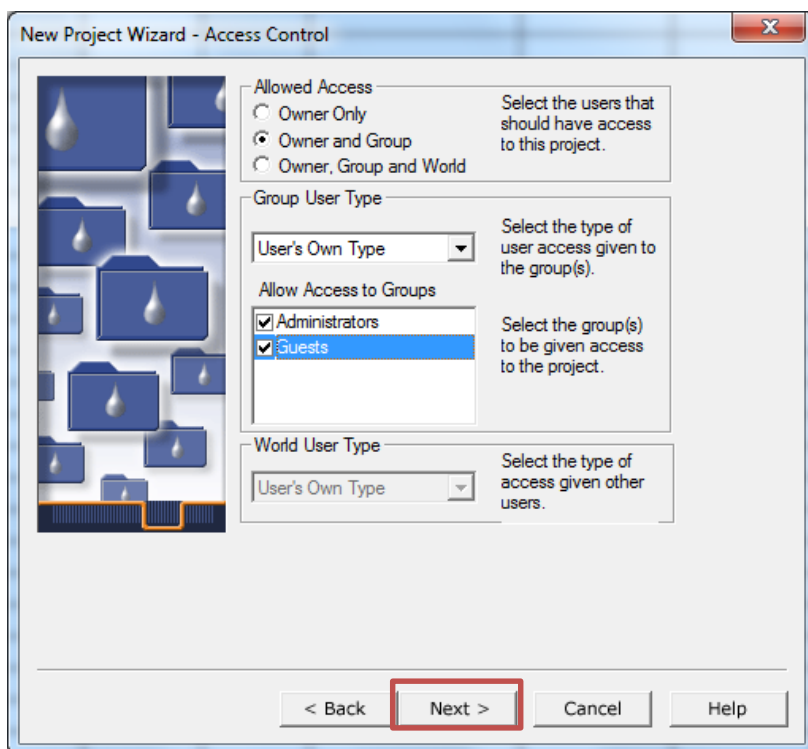 New Project Wizard - Access Control
Allowed Access
Owner Only
Owner and Group
Owner, Group and World
Select the users that
should have access
to this project.
Group User Type
User's Own Type
Select the type of
user access given to
the group(s).
Allow Access to Groups
Administrators
Guests
Select the group(s)
to be given access
to the project.
World User Type
User's Own Type
Select the type of
access given other
users.
< Back
Next >
Cancel
Help